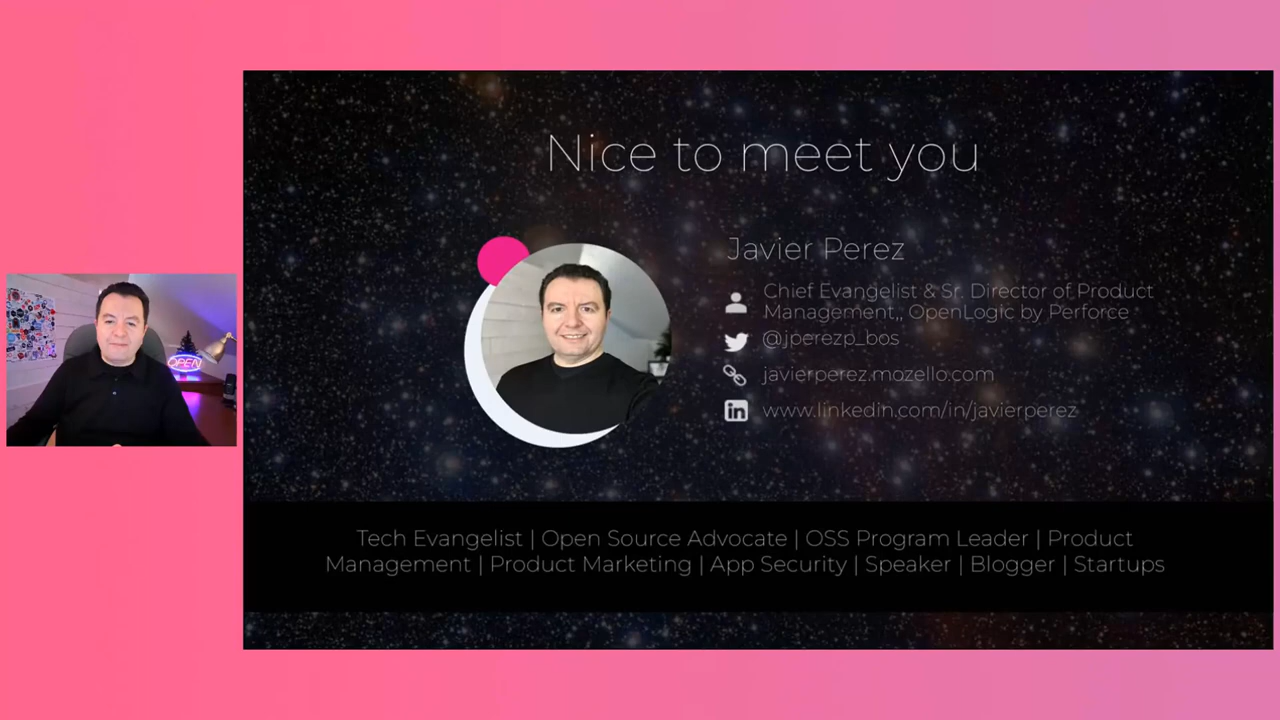 Nice to meet you
Javier Perez
Chief Evangelist & Sr. Director of Product
Management,, OpenLogic by Perforce
@jperezp_bos
javierperez.mozello.com
www.linkedin.com/in/javierperez
OPEN
Tech Evangelist | Open Source Advocate | OSS Program Leader | Product
Management | Product Marketing | App Security | Speaker | Blogger | Startups